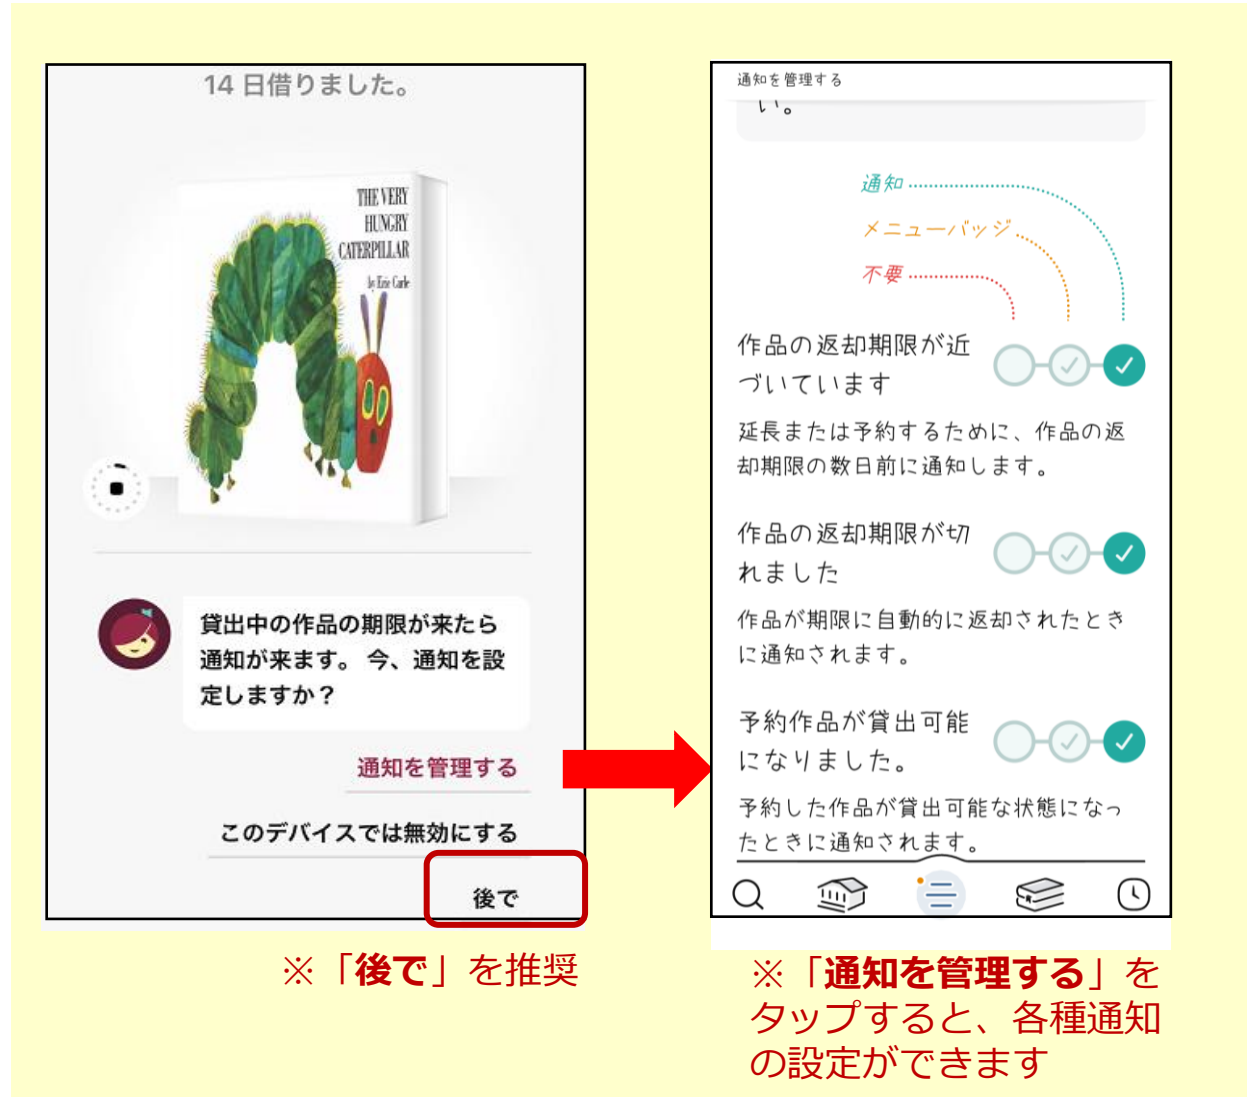 14 日借りました。
THE VERY
HUNGRY
CATERPILLAR
by Eric Carle
貸出中の作品の期限が来たら
通知が来ます。 今、通知を設
定しますか？
通知を管理する
このデバイスでは無効にする
後で
※「後で」を推奨
通知を管理する
い。
通知
メニューバッジ
不要
作品の返却期限が近
づいています
延長または予約するために、作品の返
却期限の数日前に通知します。
作品の返却期限が切
れました
作品が期限に自動的に返却されたとき
に通知されます。
予約作品が貸出可能
になりました。
予約した作品が貸出可能な状態になっ
たときに通知されます。
※「通知を管理する」を
タップすると、各種通知
の設定ができます